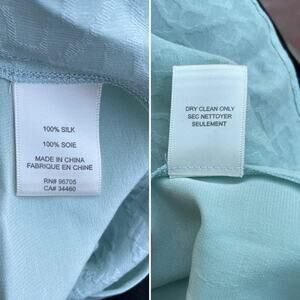 100% SILK
100% SOIE
MADE IN CHINA
FABRIQUE EN CHINE
RN# 96705
CA# 34460
DRY CLEAN ONLY
SEC NETTOYER
SEULEMENT